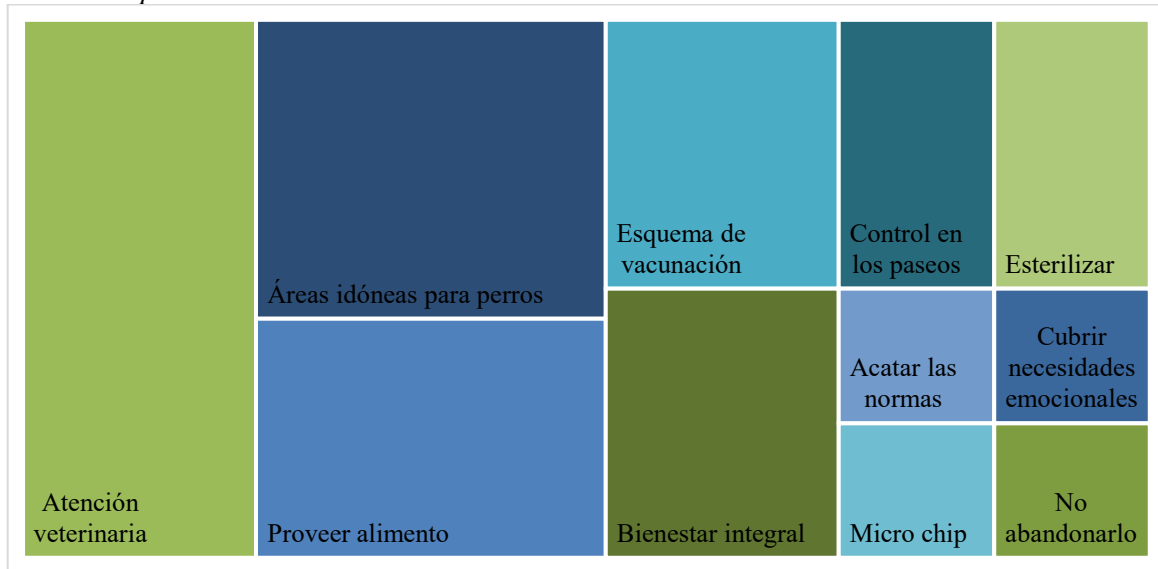 Atención
veterinaria
Áreas idóneas para perros
Proveer alimento
Esquema de
vacunación
Bienestar integral
Control en
los paseos
Esterilizar
Acatar las
normas
Cubrir
necesidades
emocionales
Micro chip
No
abandonarlo